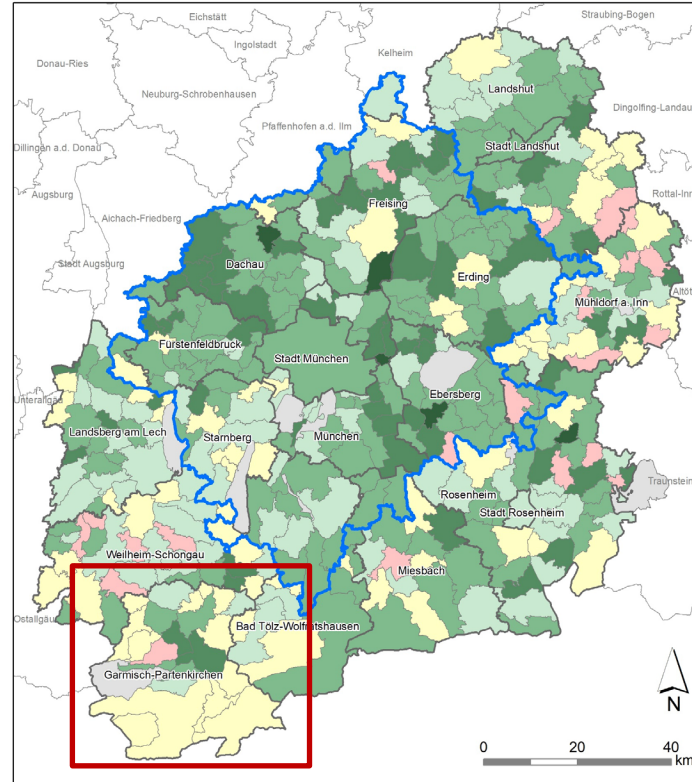 Eichstätt
Straubing-Bogen
Ingolstadt
Kelheim
Donau-Ries
Landshut
Neuburg-Schrobenhausen
Dingolfing-Landau
Pfaffenhofen a.d. Ilm
Dillingen a.d. Donau
Stadt Landshut
Augsburg
Rottal-Inn
Freising
Aichach-Friedberg
Stadt Augsburg
Dachau
Erding
Altöt
Mühldorf a. Inn
Fürstenfeldbruck
Stadt München
Unterallgäu
Ebersberg
Landsberg am Lech
Starnberg
München
Traunstein
Rosenheim
Stadt Rosenheim
Weilheim-Schongau
Miesbach
Ostallgäu
Bad Tölz-Wolfratshausen
Garmisch-Partenkirchen
N
0 20 40
km